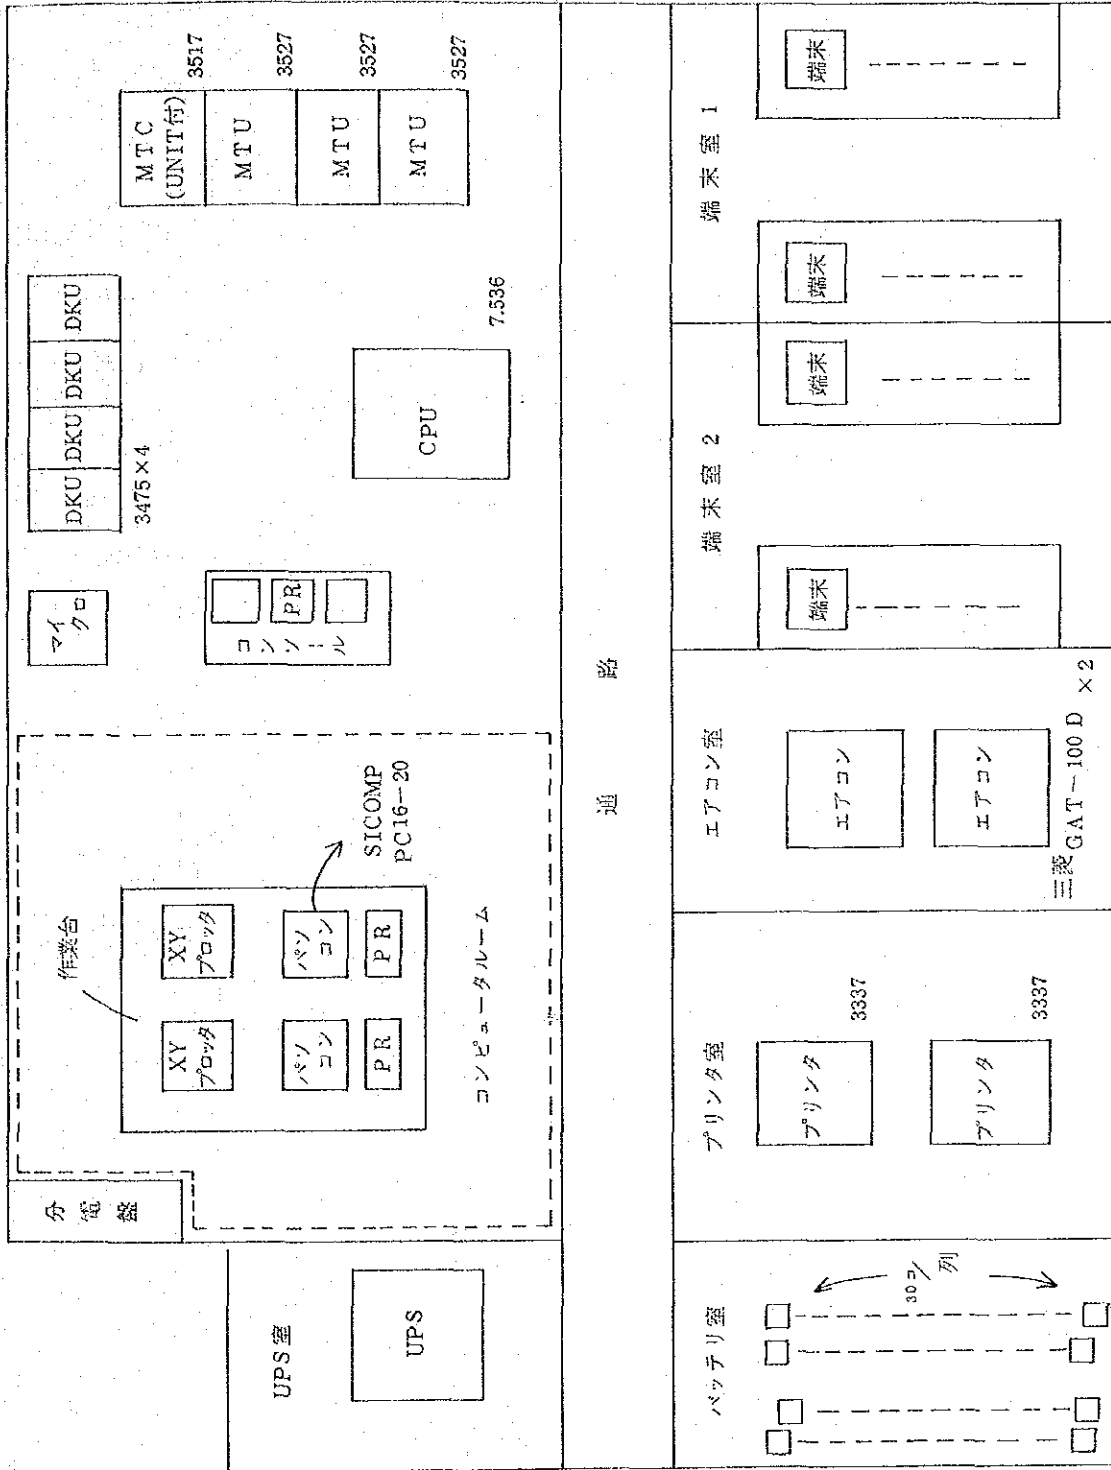 分電盤
作業台
XY
プロッタ
XY
プロッタ
パソ
コン
パソ
コン
PR
PR
SICOMP
PC16-20
コンピュータルーム
マイ
クロ
コンソール
PR
DKU
DKU
DKU
DKU
3475×4
CPU
7.536
MTC
(UNIT付)
3517
MTU
3527
MTU
3527
MTU
3527
UPS室
UPS
通路
バッテリ室
30コ/列
プリンタ室
プリンタ
3337
プリンタ
3337
エアコン室
エアコン
エアコン
三菱 GAT-100D ×2
端末室 2
端末
端末
端末室 1
端末
端末